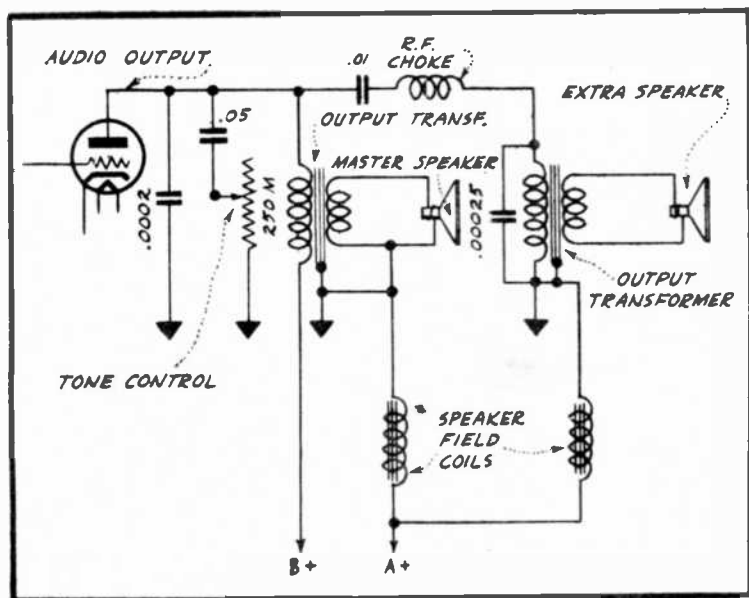 AUDIO OUTPUT
.01
R.F.
CHOKE
EXTRA SPEAKER
.05
OUTPUT TRANSF.
MASTER SPEAKER
.0002
250 M
.00025
OUTPUT
TRANSFORMER
TONE CONTROL
SPEAKER
FIELD
COILS
B+
A+